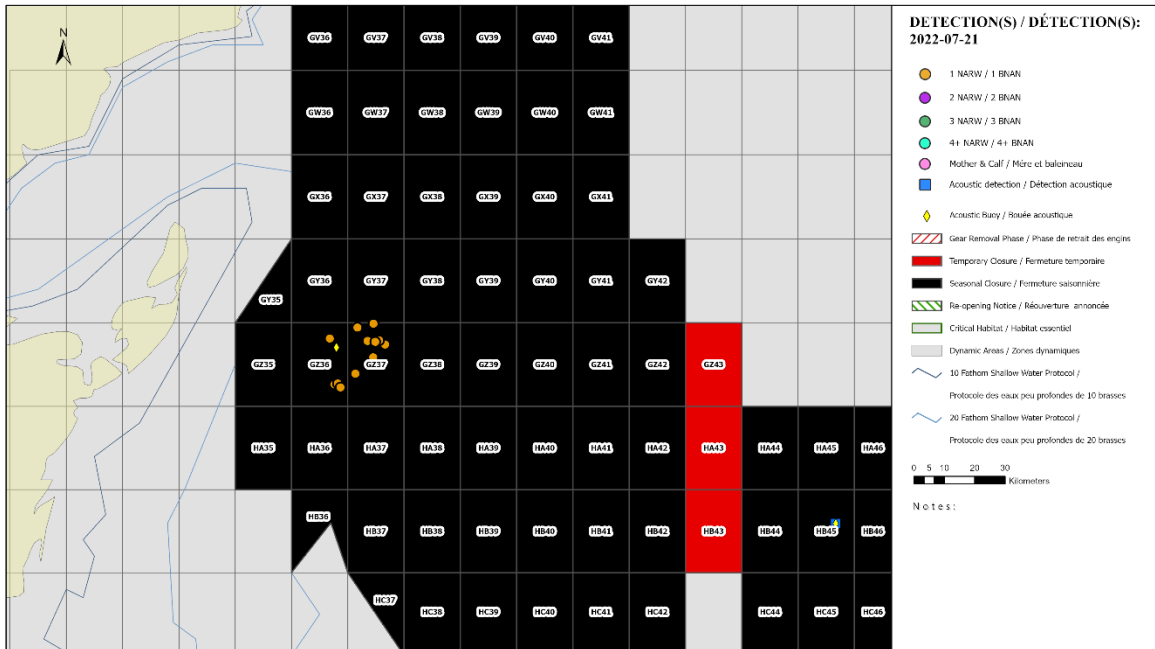 N
GV36 GV37 GV38 GV39 GV40 GV41
GW36 GW37 GW38 GW39 GW40 GW41
GX36 GX37 GX38 GX39 GX40 GX41
GY35 GY36 GY37 GY38 GY39 GY40 GY41 GY42
GZ35 GZ36 GZ37 GZ38 GZ39 GZ40 GZ41 GZ42 GZ43
HA35 HA36 HA37 HA38 HA39 HA40 HA41 HA42 HA43 HA44 HA45 HA46
HB36 HB37 HB38 HB39 HB40 HB41 HB42 HB43 HB44 HB45 HB46
HC37 HC38 HC39 HC40 HC41 HC42 HC44 HC45 HC46
DETECTION(S) / DÉTECTION(S):
2022-07-21
1 NARW / 1 BNAN
2 NARW / 2 BNAN
3 NARW / 3 BNAN
4+ NARW / 4+ BNAN
Mother & Calf / Mére et baleineau
Acoustic detection / Détection acoustique
Acoustic Buoy / Bouée acoustique
Gear Removal Phase / Phase de retrait des engins
Temporary Closure / Fermeture temporaire
Seasonal Closure / Fermeture saisonnière
Re-opening Notice / Réouverture annoncée
Critical Habitat / Habitat essentiel
Dynamic Areas / Zones dynamiques
10 Fathom Shallow Water Protocol /
Protocole des eaux peu profondes de 10 brasses
20 Fathom Shallow Water Protocol /
Protocole des eaux peu profondes de 20 brasses
0 5 10 20 30
Kilometers
Notes: